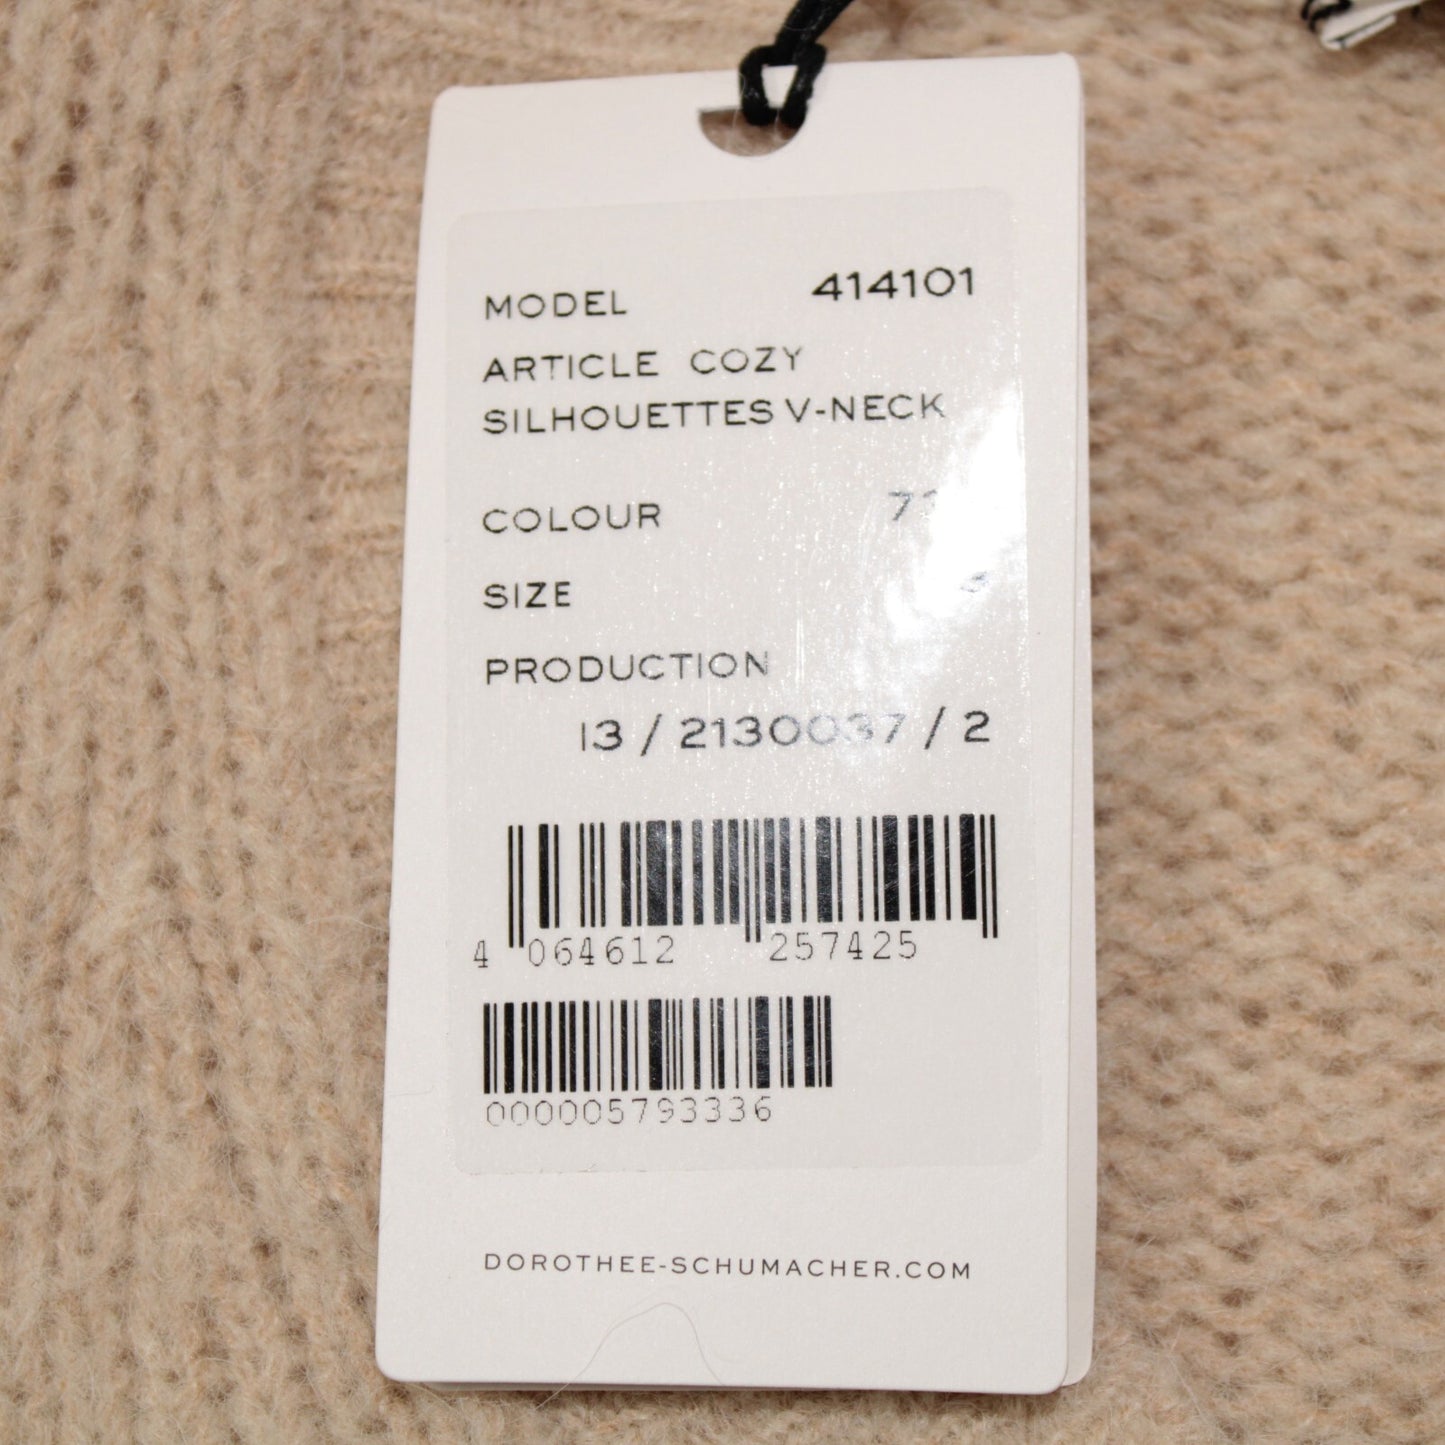 MODEL 414101
ARTICLE COZY
SILHOUETTES V-NECK
COLOUR
SIZE
PRODUCTION
13 / 2130037 / 2
4 064612 257425
000005793336
DOROTHEE-SCHUMACHER.COM